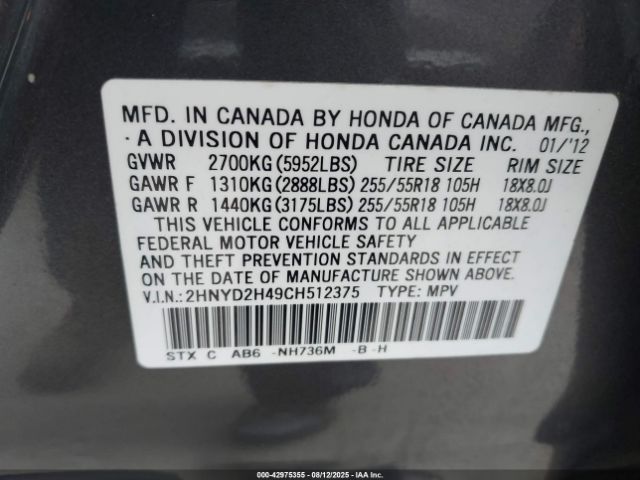 MFD. IN CANADA BY HONDA OF CANADA MFG.,
A DIVISION OF HONDA CANADA INC. 01/'12
GVWR 2700KG(5952LBS) TIRE SIZE RIM SIZE
GAWR F 1310KG(2888LBS) 255/55R18 105H 18X8.0J
GAWR R 1440KG(3175LBS) 255/55R18 105H 18X8.0J
THIS VEHICLE CONFORMS TO ALL APPLICABLE
FEDERAL MOTOR VEHICLE SAFETY
AND THEFT PREVENTION STANDARDS IN EFFECT
ON THE DATE OF MANUFACTURE SHOWN ABOVE.
V.I.N.: 2HNYD2H49CH512375 TYPE: MPV
STX C AB6 -NH736M -B-H
000-42975355 - 08/12/2025 - IAAI.COM